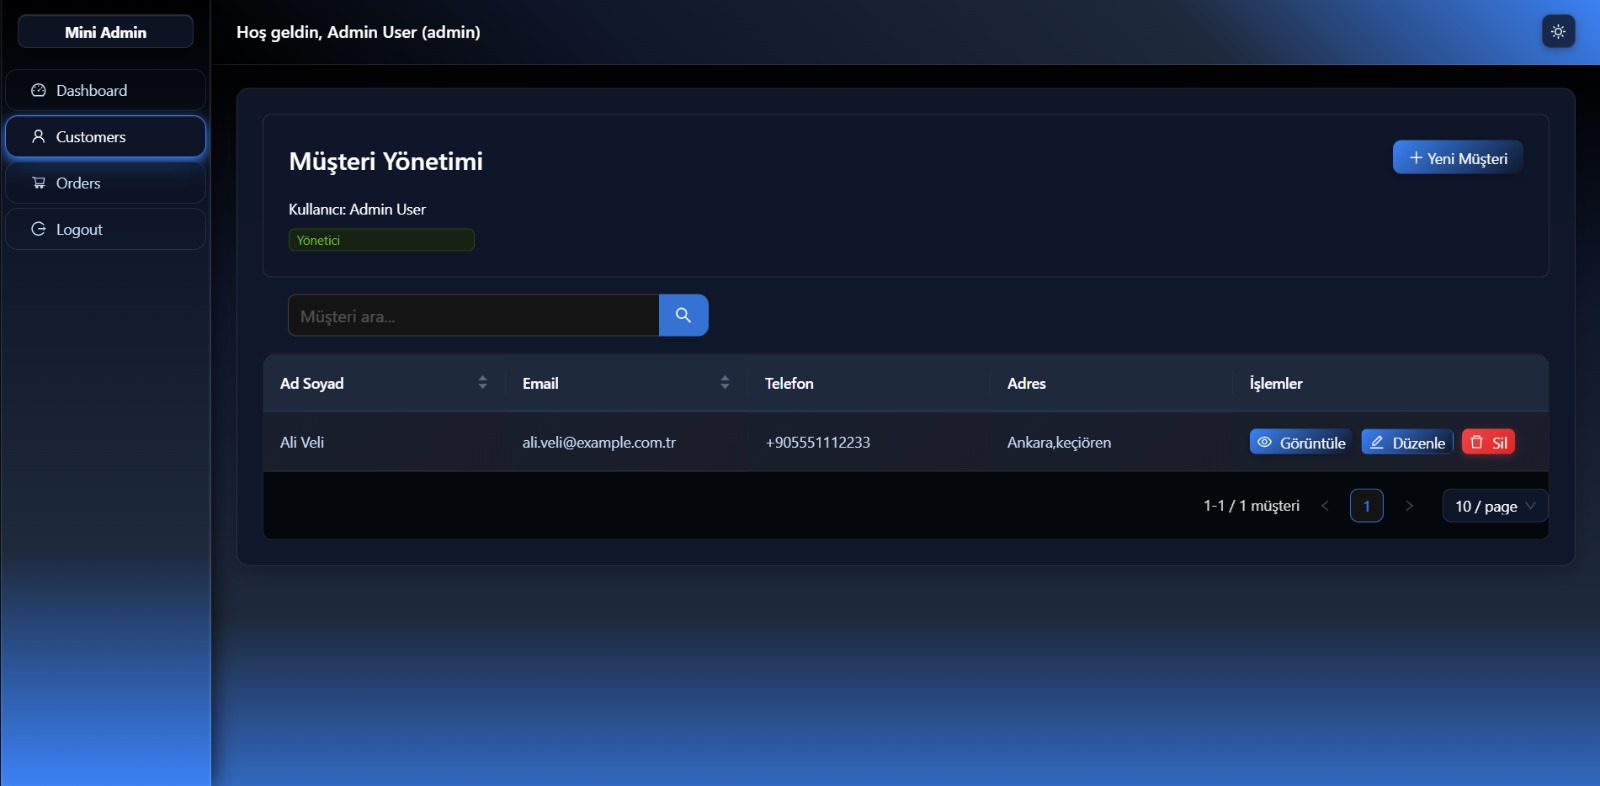 Mini Admin
Hoş geldin, Admin User (admin)
Dashboard
Customers
Orders
Logout
Müşteri Yönetimi
Yeni Müşteri
Kullanıcı: Admin User
Yönetici
Müşteri ara...
Ad Soyad Email Telefon Adres İşlemler
Ali Veli ali.veli@example.com.tr +905551112233 Ankara,keçiören Görüntüle Düzenle Sil
1-1 / 1 müşteri 1 10 / page